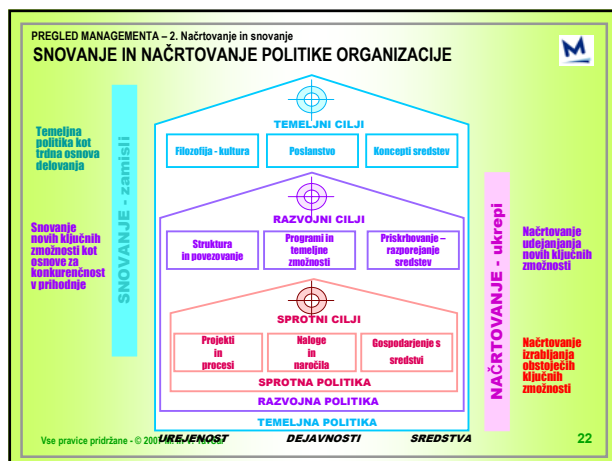 PREGLED MANAGEMENTA – 2. Načrtovanje in snovanje
SNOVANJE IN NAČRTOVANJE POLITIKE ORGANIZACIJE
M
SNOVANJE - zamisli
Temeljna
politika kot
trdna osnova
delovanja
Snovanje
novih ključnih
zmožnosti kot
osnove za
konkurenčnost
v prihodnje
TEMELJNI CILJI
Filozofija - kultura
Poslanstvo
Koncepti sredstev
RAZVOJNI CILJI
Struktura
in povezovanje
Programi in
temeljne
zmožnosti
Priskrbovanje –
razporejanje
sredstev
SPROTNI CILJI
Projekti
in
procesi
Naloge
in
naročila
Gospodarjenje s
sredstvi
SPROTNA POLITIKA
RAZVOJNA POLITIKA
TEMELJNA POLITIKA
NAČRTOVANJE - ukrepi
Načrtovanje
udejanjanja
novih ključnih
zmožnosti
Načrtovanje
izrabljanja
obstoječih
ključnih
zmožnosti
UREJENOST
DEJAVNOSTI
SREDSTVA
Vse pravice pridržane - ©
22